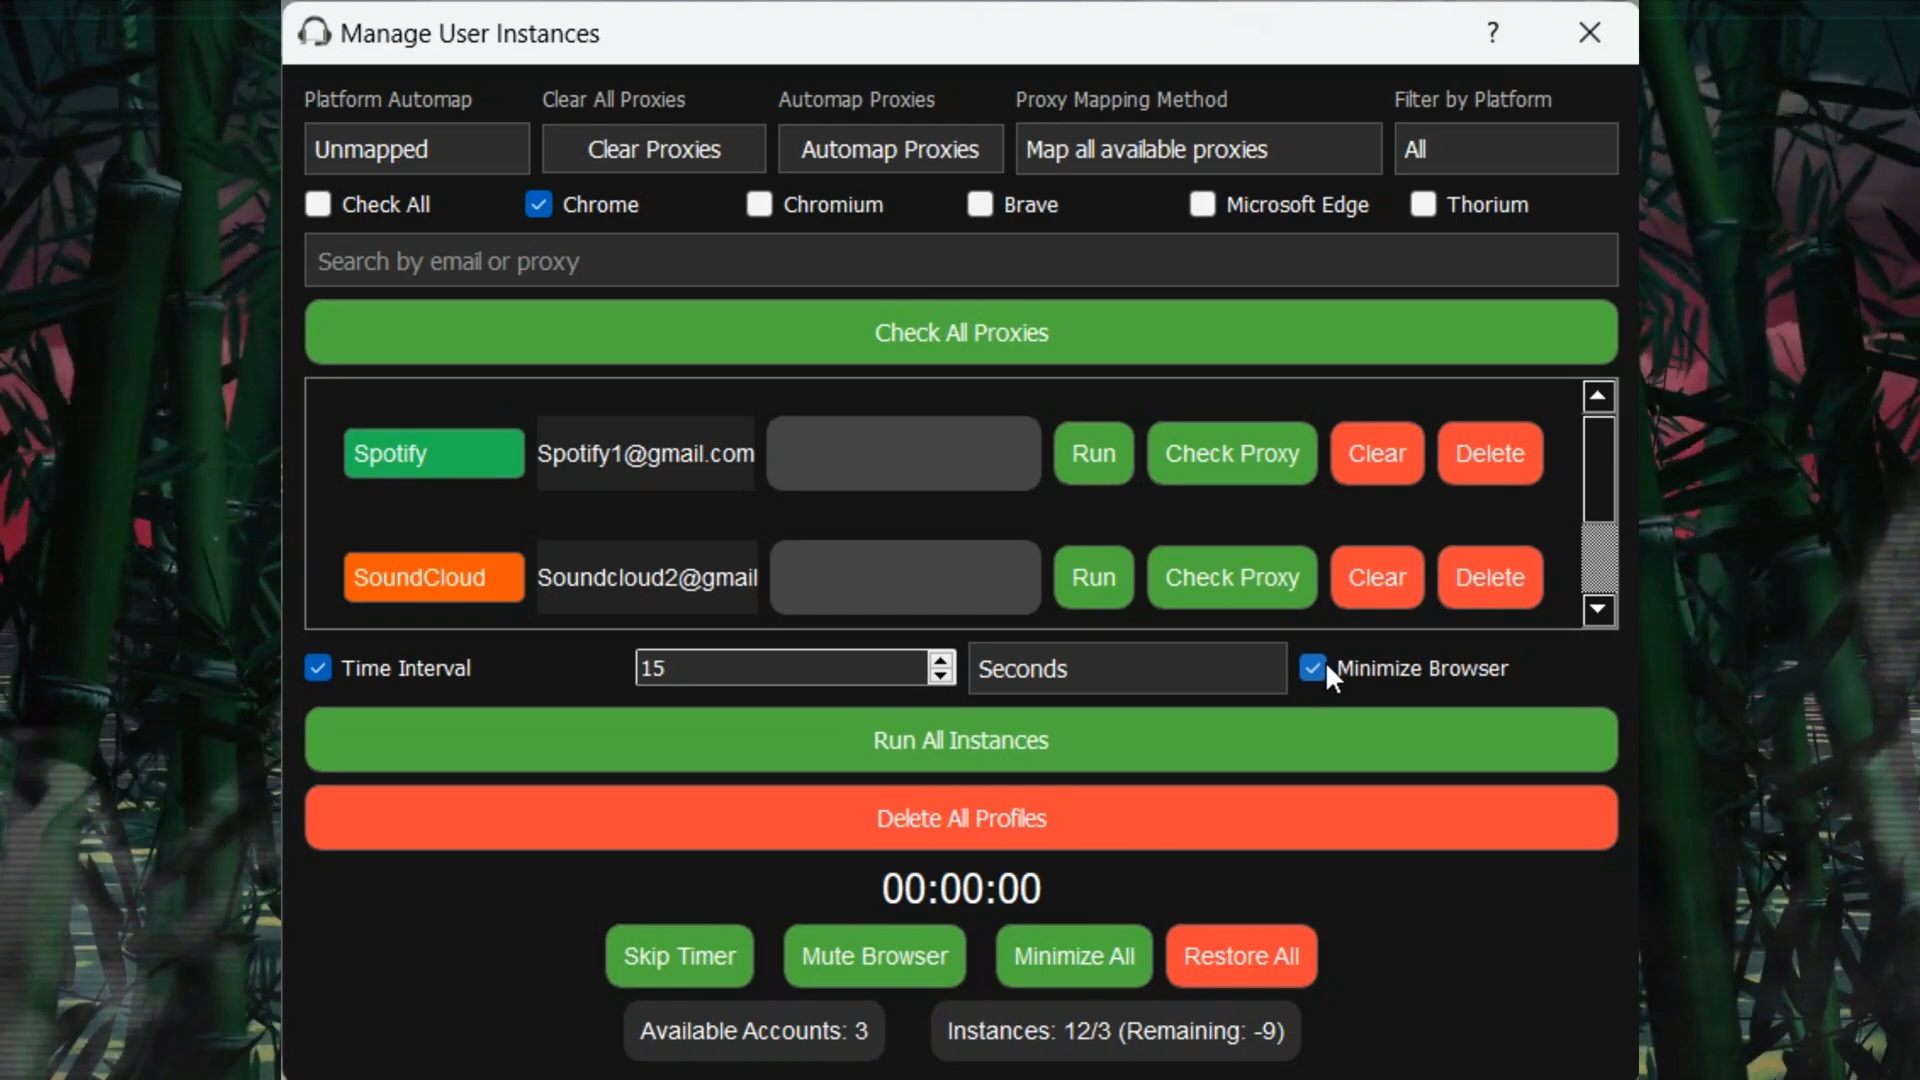 Manage User Instances ?
Platform Automap Clear All Proxies Automap Proxies Proxy Mapping Method Filter by Platform
Unmapped Clear Proxies Automap Proxies Map all available proxies All
Check All Chrome Chromium Brave Microsoft Edge Thorium
Search by email or proxy
Check All Proxies
Spotify Spotify1@gmail.com Run Check Proxy Clear Delete
SoundCloud Soundcloud2@gmail Run Check Proxy Clear Delete
Time Interval 15 Seconds Minimize Browser
Run All Instances
Delete All Profiles
00:00:00
Skip Timer Mute Browser Minimize All Restore All
Available Accounts: 3 Instances: 12/3 (Remaining: -9)